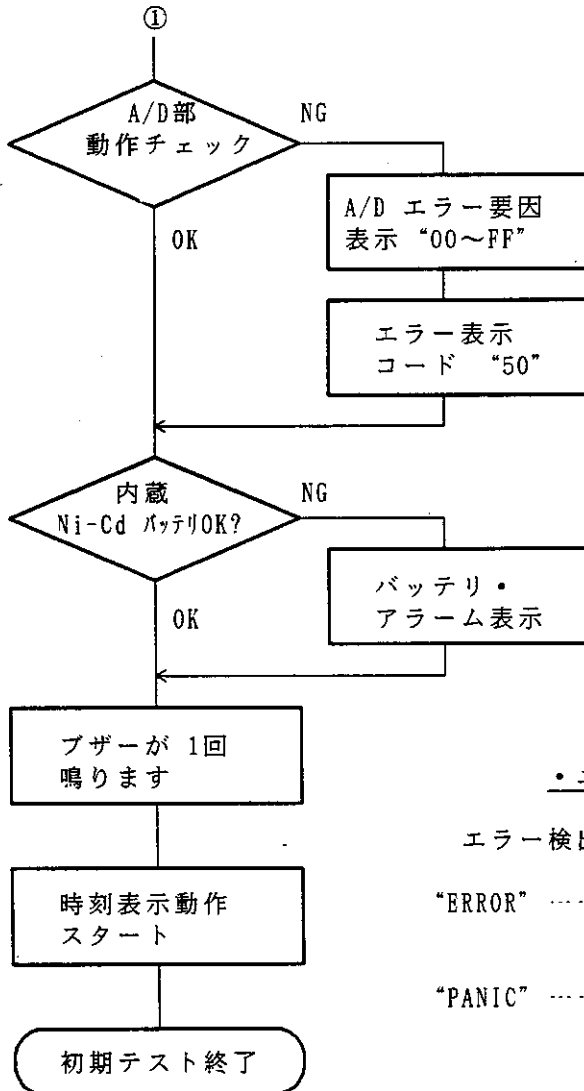 ①
A/D部
動作チェック
NG
OK
A/D エラー要因
表示 “00～FF”
エラー表示
コード “50”
内蔵
Ni-Cd バッテリOK?
NG
OK
バッテリ・
アラーム表示
ブザーが 1回
鳴ります
時刻表示動作
スタート
初期テスト終了
エラー検出
“ERROR” ----
“PANIC” ----